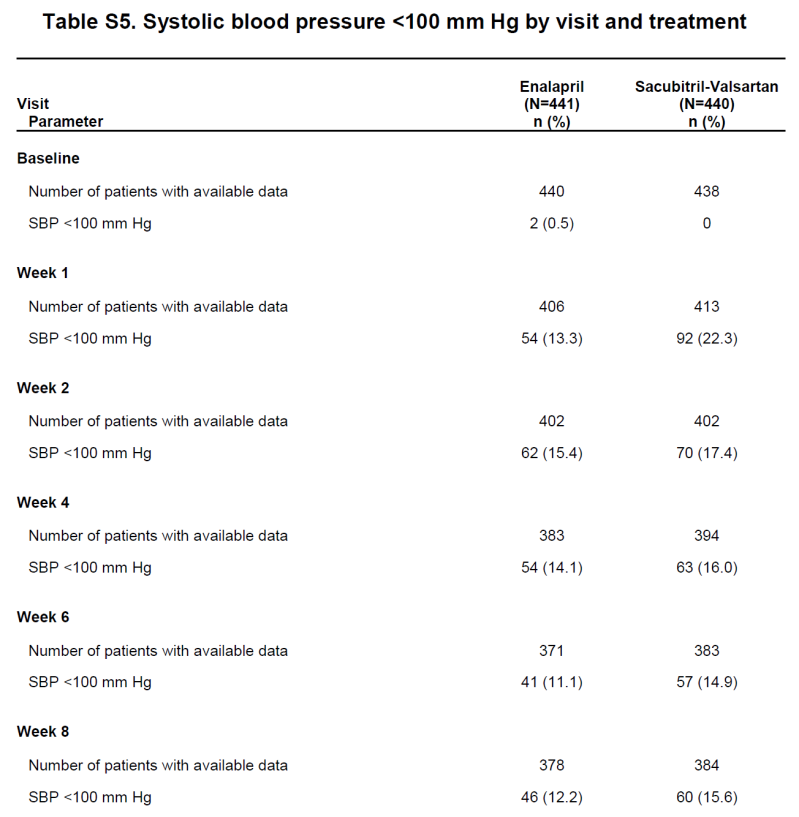 Table S5. Systolic blood pressure <100 mm Hg by visit and treatment
Enalapril Sacubitril-Valsartan
Visit (N=441) (N=440)
Parameter n (%) n (%)
Baseline
Number of patients with available data 440 438
SBP <100 mm Hg 2 (0.5) 0
Week 1
Number of patients with available data 406 413
SBP <100 mm Hg 54 (13.3) 92 (22.3)
Week 2
Number of patients with available data 402 402
SBP <100 mm Hg 62 (15.4) 70 (17.4)
Week 4
Number of patients with available data 383 394
SBP <100 mm Hg 54 (14.1) 63 (16.0)
Week 6
Number of patients with available data 371 383
SBP <100 mm Hg 41 (11.1) 57 (14.9)
Week 8
Number of patients with available data 378 384
SBP <100 mm Hg 46 (12.2) 60 (15.6)